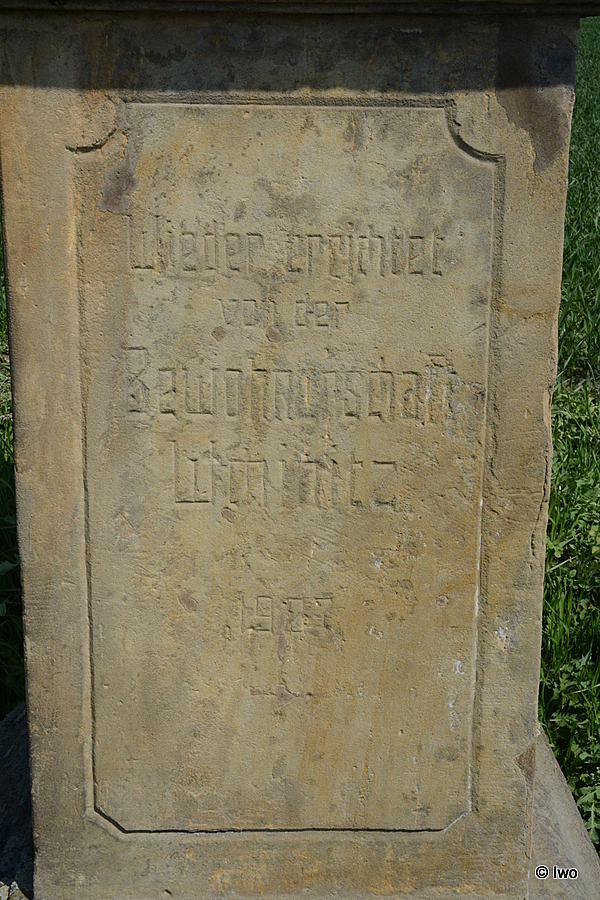 Wieder errichtet
von der
Bewohnerschaft
© Iwo